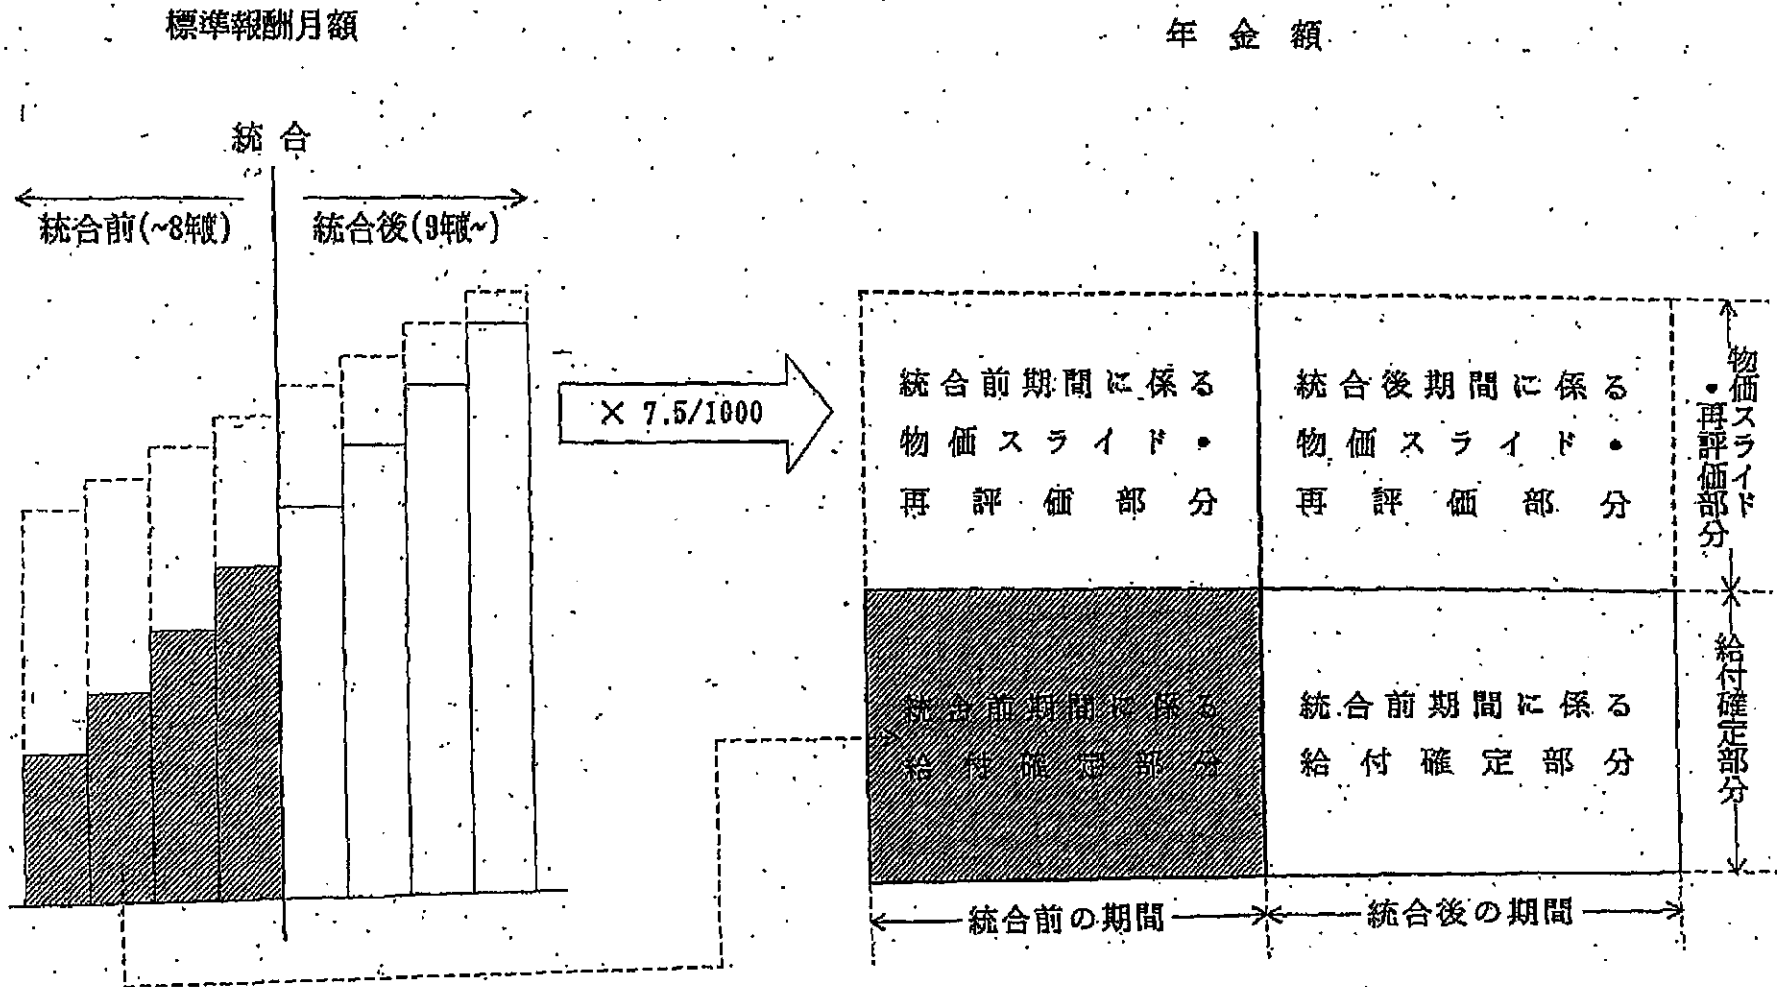 標準報酬月額
年金額
統合
統合前(~8年度)
統合後(9年度~)
× 7.5/1000
統合前期間に係る
物価スライド・
再評価部分
統合後期間に係る
物価スライド・
再評価部分
物価スライド
・再評価部分
統合前期間に係る
給付確定部分
統合前期間に係る
給付確定部分
給付確定部分
統合前の期間
統合後の期間